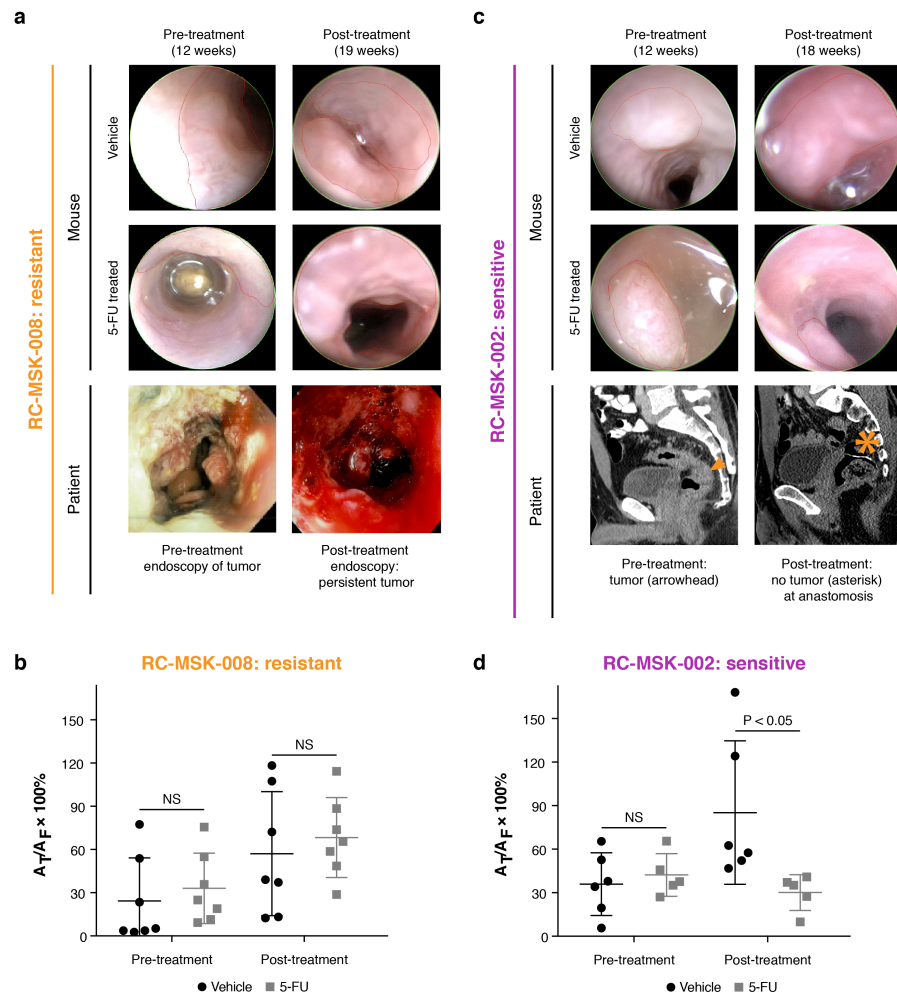 a
Pre-treatment
(12 weeks)
Post-treatment
(19 weeks)
RC-MSK-008: resistant
Mouse
Vehicle
5-FU treated
Patient
Pre-treatment
endoscopy of tumor
Post-treatment
endoscopy:
persistent tumor
c
Pre-treatment
(12 weeks)
Post-treatment
(18 weeks)
RC-MSK-002: sensitive
Mouse
Vehicle
5-FU treated
Patient
Pre-treatment:
tumor (arrowhead)
Post-treatment:
no tumor (asterisk)
at anastomosis
b
RC-MSK-008: resistant
AT/AF × 100%
150
120
90
60
30
0
NS
NS
Pre-treatment
Post-treatment
Vehicle
5-FU
d
RC-MSK-002: sensitive
AT/AF × 100%
150
120
90
60
30
0
NS
P < 0.05
Pre-treatment
Post-treatment
Vehicle
5-FU